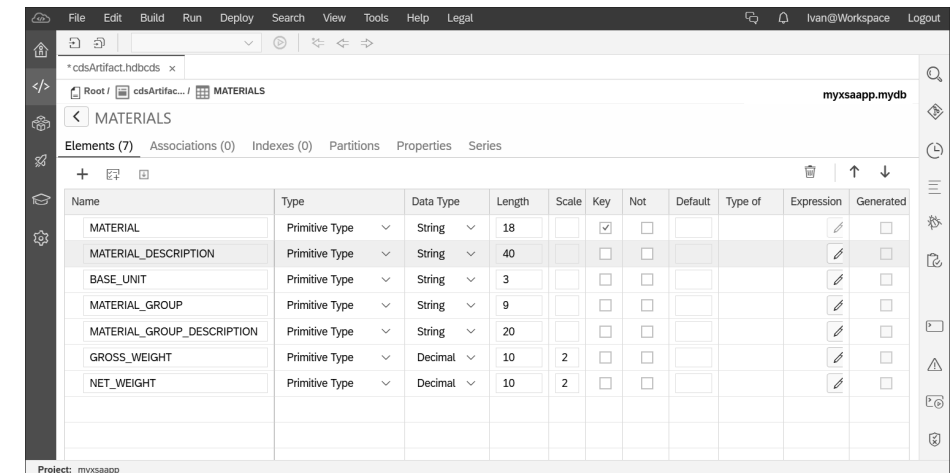 File Edit Build Run Deploy Search View Tools Help Legal Ivan@Workspace Logout
*cdsArtifact.hdbcds ×
Root / cdsArtifac... / MATERIALS myxsaapp.mydb
MATERIALS
Elements (7) Associations (0) Indexes (0) Partitions Properties Series
Name Type Data Type Length Scale Key Not Default Type of Expression Generated
MATERIAL Primitive Type String 18
MATERIAL_DESCRIPTION Primitive Type String 40
BASE_UNIT Primitive Type String 3
MATERIAL_GROUP Primitive Type String 9
MATERIAL_GROUP_DESCRIPTION Primitive Type String 20
GROSS_WEIGHT Primitive Type Decimal 10 2
NET_WEIGHT Primitive Type Decimal 10 2
Project: myxsaapp